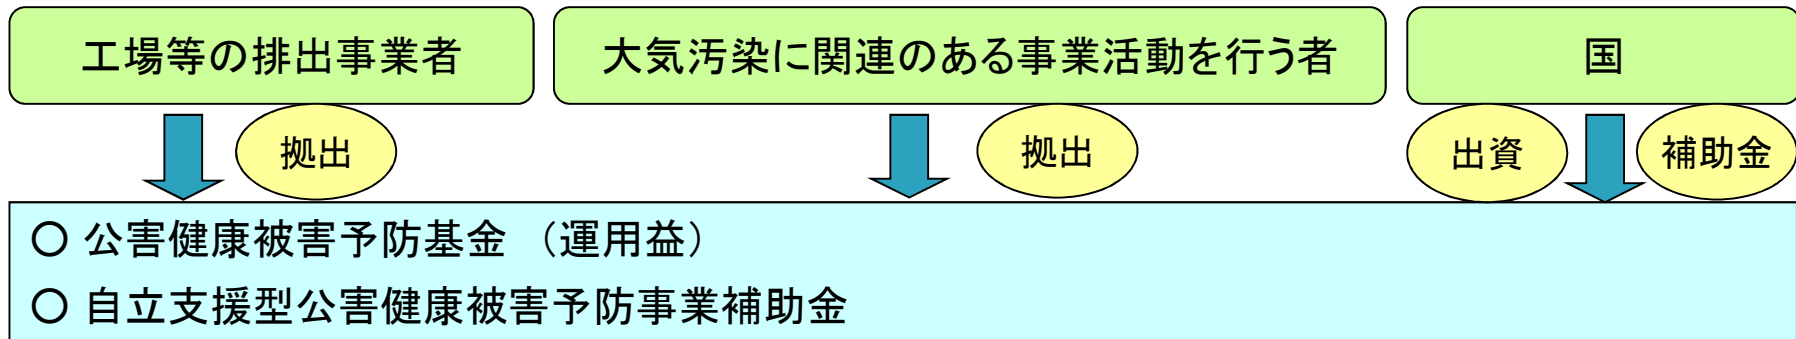 工場等の排出事業者
大気汚染に関連のある事業活動を行う者
国
拠出
拠出
出資
補助金
○ 公害健康被害予防基金 （運用益）
○ 自立支援型公害健康被害予防事業補助金